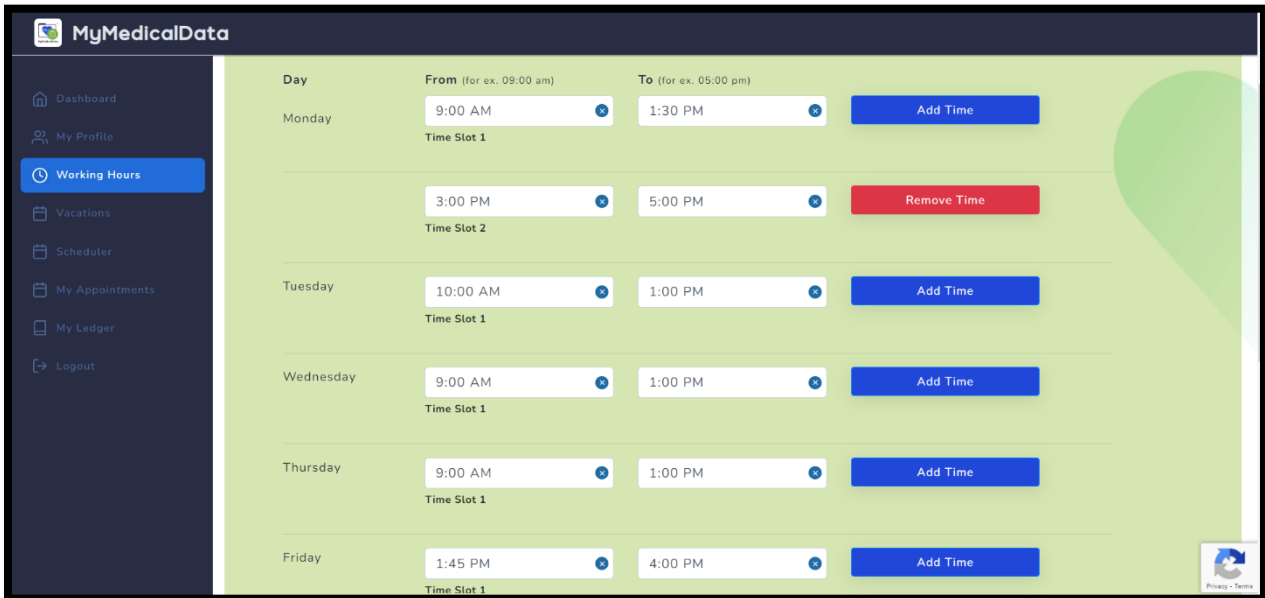 MyMedicalData
Dashboard
My Profile
Working Hours
Vacations
Scheduler
My Appointments
My Ledger
Logout
Day From (for ex. 09:00 am) To (for ex. 05:00 pm)
Monday 9:00 AM 1:30 PM Add Time
Time Slot 1
3:00 PM 5:00 PM Remove Time
Time Slot 2
Tuesday 10:00 AM 1:00 PM Add Time
Time Slot 1
Wednesday 9:00 AM 1:00 PM Add Time
Time Slot 1
Thursday 9:00 AM 1:00 PM Add Time
Time Slot 1
Friday 1:45 PM 4:00 PM Add Time
Time Slot 1
Privacy - Terms